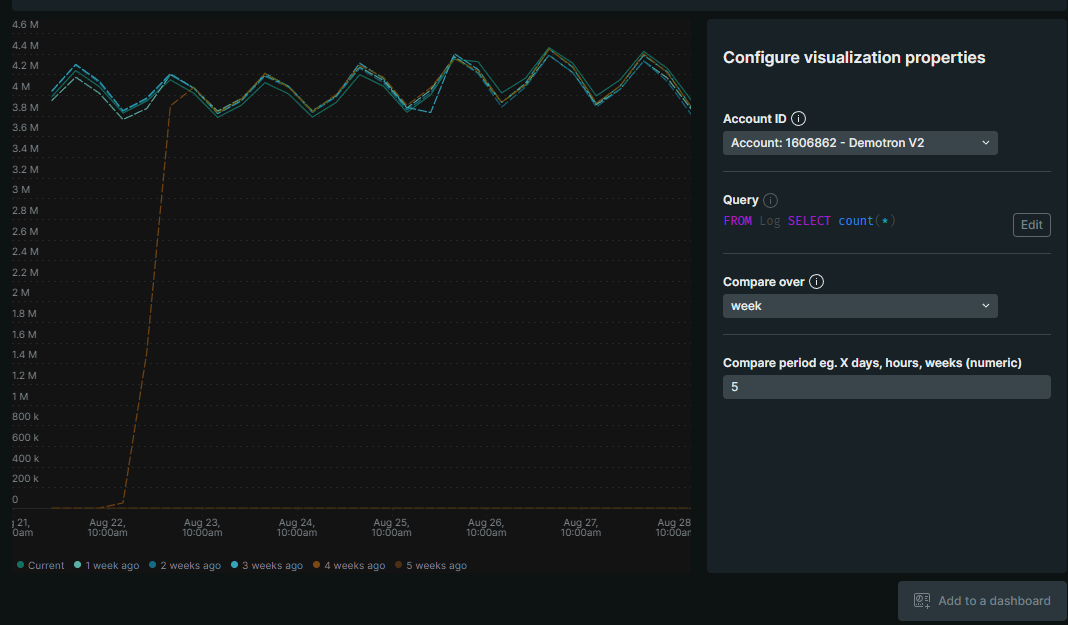 4.6 M
4.4 M
4.2 M
4 M
3.8 M
3.6 M
3.4 M
3.2 M
3 M
2.8 M
2.6 M
2.4 M
2.2 M
2 M
1.8 M
1.6 M
1.4 M
1.2 M
1 M
800 k
600 k
400 k
200 k
0
g 21,
0am
Aug 22,
10:00am
Aug 23,
10:00am
Aug 24,
10:00am
Aug 25,
10:00am
Aug 26,
10:00am
Aug 27,
10:00am
Aug 28
10:00am
Current 1 week ago 2 weeks ago 3 weeks ago 4 weeks ago 5 weeks ago
Configure visualization properties
Account ID
Account: 1606862 - Demotron V2
Query
FROM Log SELECT count(*)
Edit
Compare over
week
Compare period eg. X days, hours, weeks (numeric)
5
Add to a dashboard